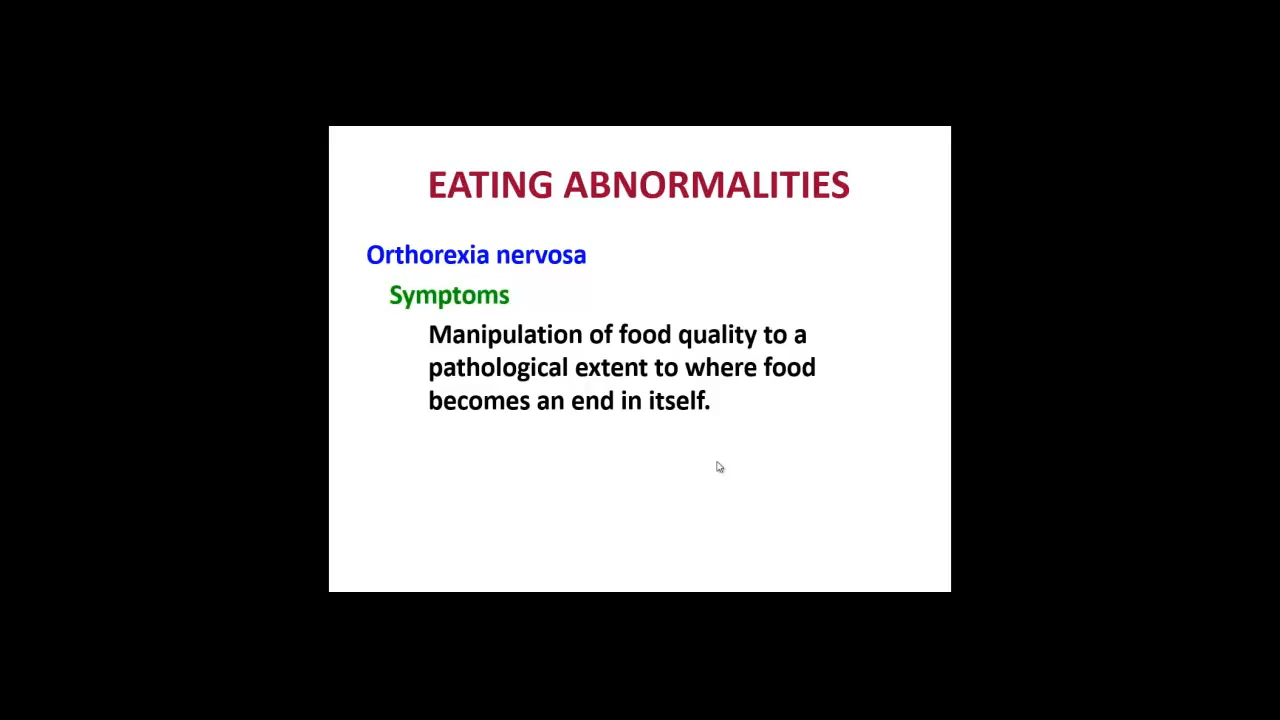 EATING ABNORMALITIES
Orthorexia nervosa
Symptoms
Manipulation of food quality to a
pathological extent to where food
becomes an end in itself.